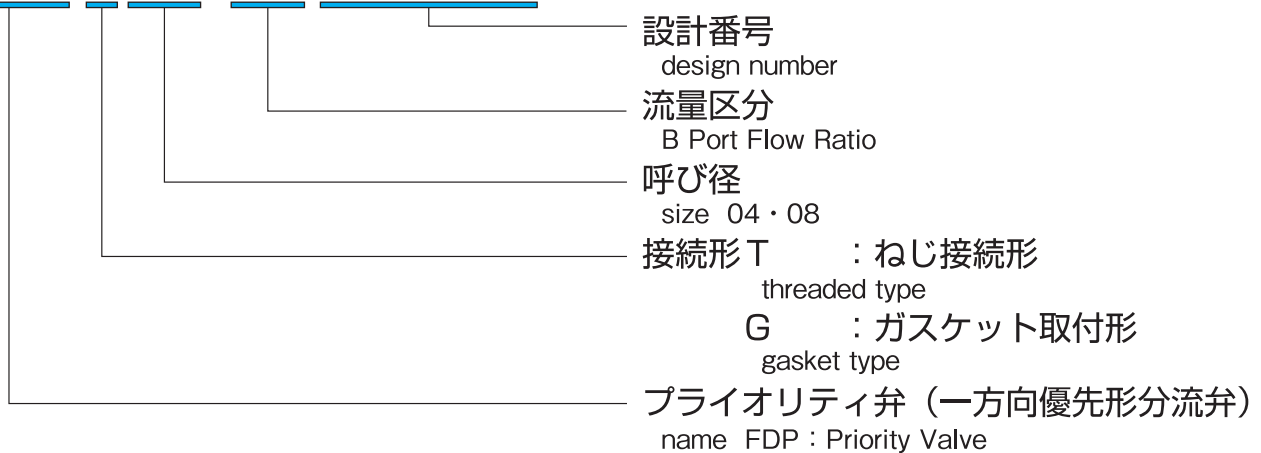 設計番号
design number
流量区分
B Port Flow Ratio
呼び径
size 04・08
接続形T ：ねじ接続形
threaded type
G ：ガスケット取付形
gasket type
プライオリティ弁（一方向優先形分流弁）
name FDP：Priority Valve